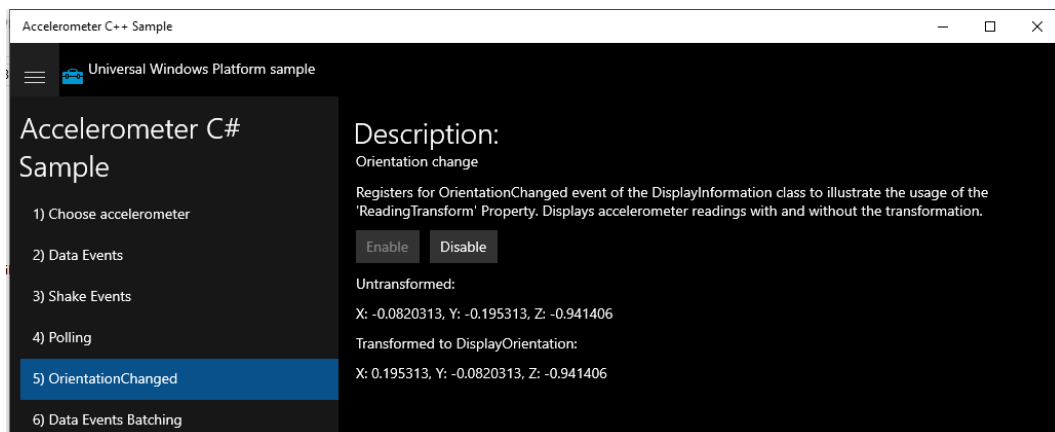 Accelerometer C++ Sample
Universal Windows Platform sample
Accelerometer C#
Sample
1) Choose accelerometer
2) Data Events
3) Shake Events
4) Polling
5) OrientationChanged
6) Data Events Batching
Description:
Orientation change
Registers for OrientationChanged event of the DisplayInformation class to illustrate the usage of the
'ReadingTransform' Property. Displays accelerometer readings with and without the transformation.
Enable Disable
Untransformed:
X: -0.0820313, Y: -0.195313, Z: -0.941406
Transformed to DisplayOrientation:
X: 0.195313, Y: -0.0820313, Z: -0.941406